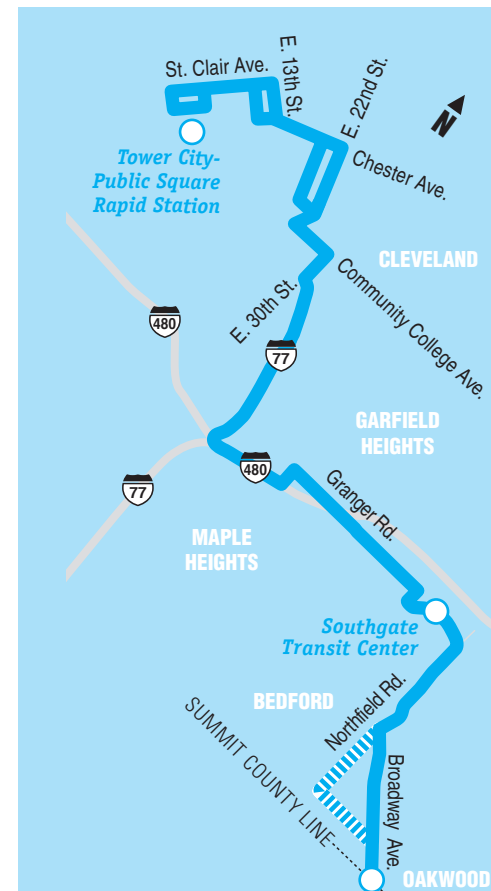 St. Clair Ave.
E. 13th St.
E. 22nd St.
N
Chester Ave.
Tower City-
Public Square
Rapid Station
CLEVELAND
Community College Ave.
E. 30th St.
480
77
GARFIELD
HEIGHTS
480
77
Granger Rd.
MAPLE
HEIGHTS
Southgate
Transit Center
BEDFORD
Northfield Rd.
SUMMIT COUNTY LINE
Broadway Ave.
OAKWOOD